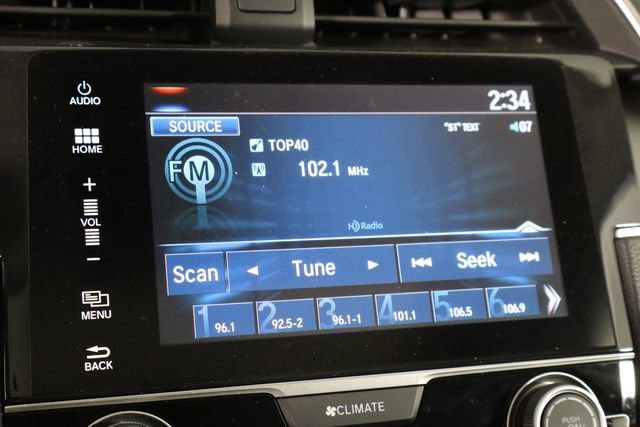 AUDIO
HOME
+
VOL
−
MENU
BACK
2:34
SOURCE
"ST" TEXT
07
FM
TOP40
102.1 MHz
HD Radio
Scan
Tune
Seek
1 96.1
2 92.5-2
3 96.1-1
4 101.1
5 106.5
6 106.9
CLIMATE
PUSH